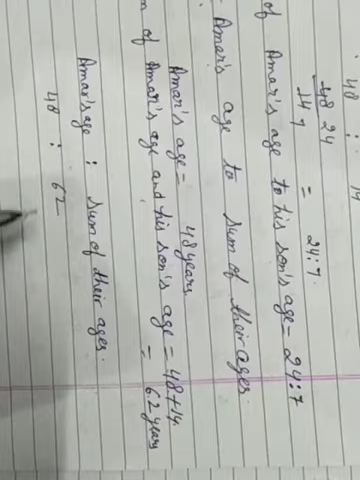 48 : 14
48 24
14 7 = 24:7.
of Amar's age to his son's age = 24:7
Amar's age to sum of their ages.
Amar's age = 48 years
of Amar's age and his son's age = 48+14
= 62 years
Amar's age : Sum of their ages.
48 : 62